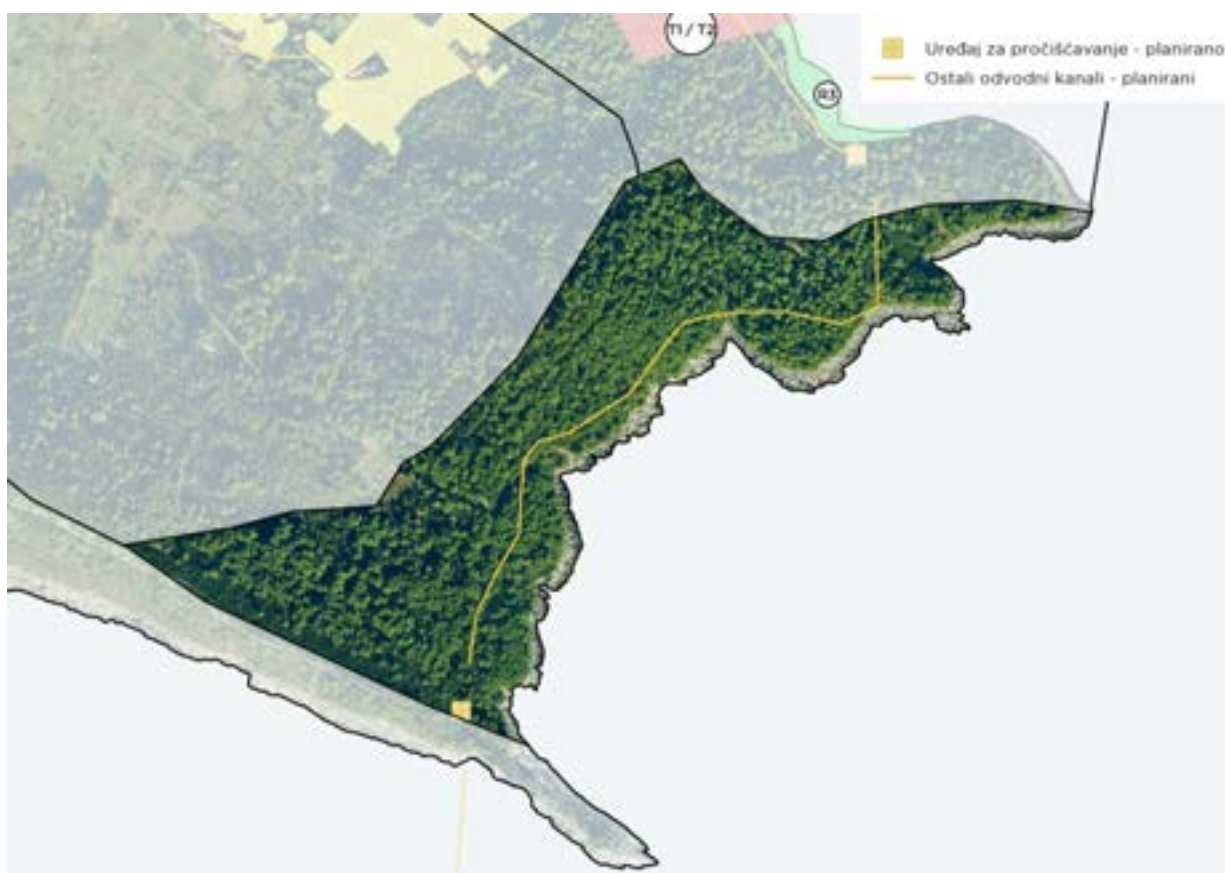 T1 / T2
Uređaj za pročišćavanje - planirano
Ostali odvodni kanali - planirani
R3